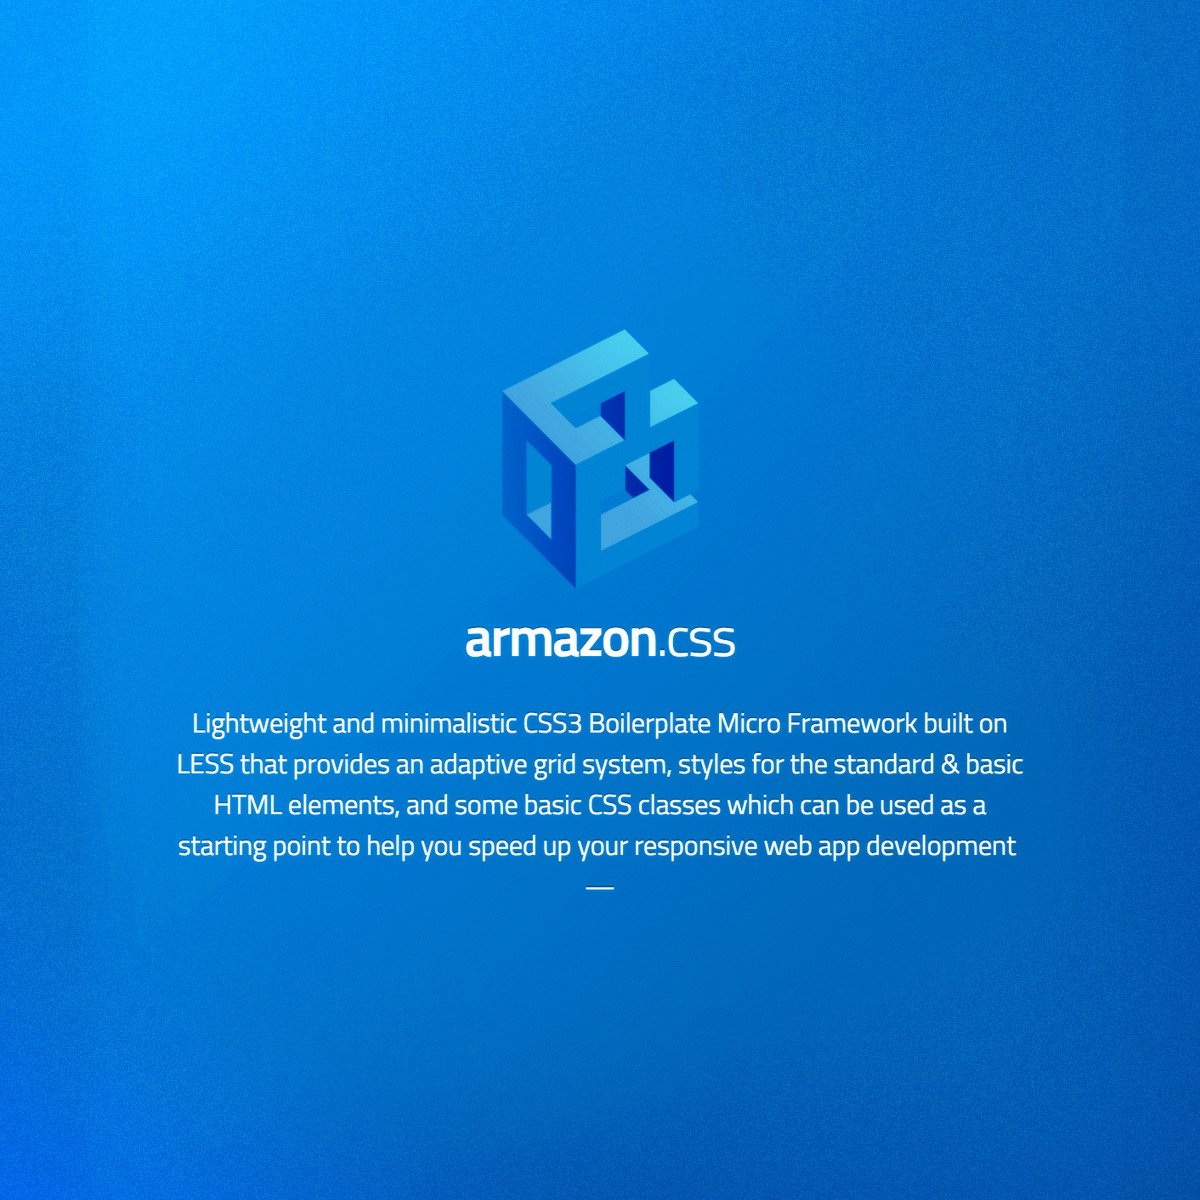 armazon.css
Lightweight and minimalistic CSS3 Boilerplate Micro Framework built on
LESS that provides an adaptive grid system, styles for the standard & basic
HTML elements, and some basic CSS classes which can be used as a
starting point to help you speed up your responsive web app development
—